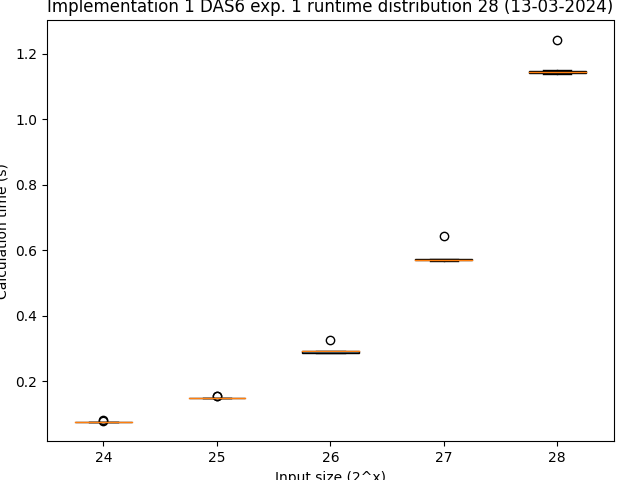 Implementation 1 DAS6 exp. 1 runtime distribution 28 (13-03-2024)
1.2
1.0
0.8
0.6
0.4
0.2
Calculation time (s)
24 25 26 27 28
Input size (2^x)